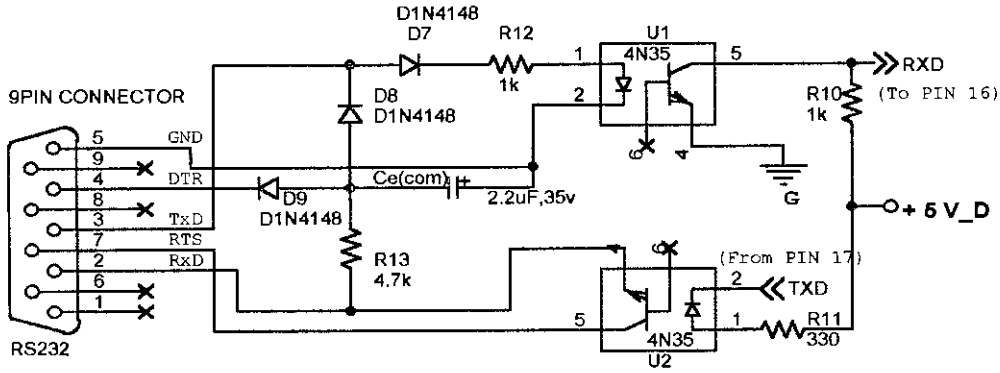 D1N4148
D7
R12
1k
U1
4N35
1
2
5
6
4
RXD
(To PIN 16)
R10
1k
9PIN CONNECTOR
D8
D1N4148
5
GND
9
4
DTR
8
3
TxD
7
RTS
2
RxD
6
1
RS232
D9
D1N4148
Ce(com)
+
2.2uF,35v
G
+ 5 V_D
R13
4.7k
6
(From PIN 17)
2
TXD
5
4N35
U2
1
R11
330